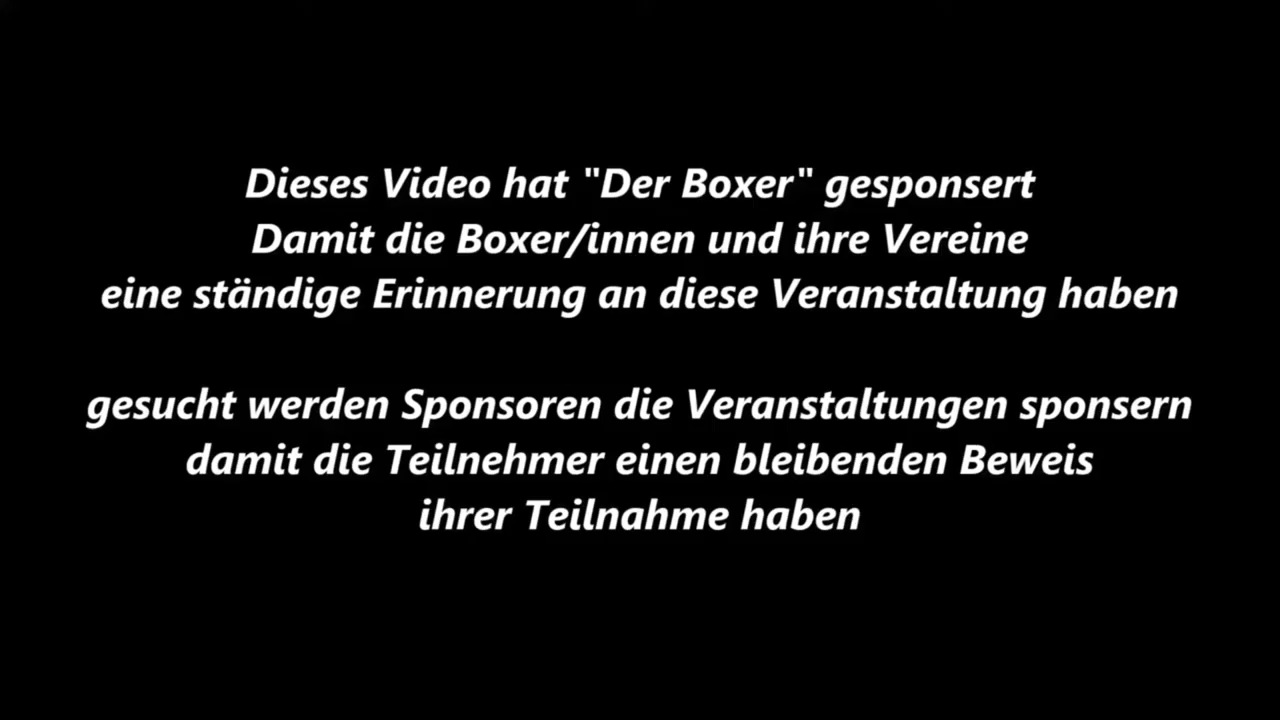 Dieses Video hat "Der Boxer" gesponsert
Damit die Boxer/innen und ihre Vereine
eine ständige Erinnerung an diese Veranstaltung haben
gesucht werden Sponsoren die Veranstaltungen sponsern
damit die Teilnehmer einen bleibenden Beweis
ihrer Teilnahme haben